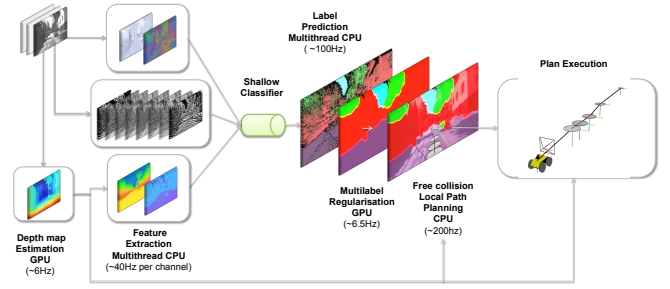 Label
Prediction
Multithread CPU
( ~100Hz)
Shallow
Classifier
Plan Execution
Multilabel
Regularisation
GPU
(~6.5Hz)
Free collision
Local Path
Planning
CPU
(~200hz)
Depth map
Estimation
GPU
(~6Hz)
Feature
Extraction
Multithread CPU
(~40Hz per channel)